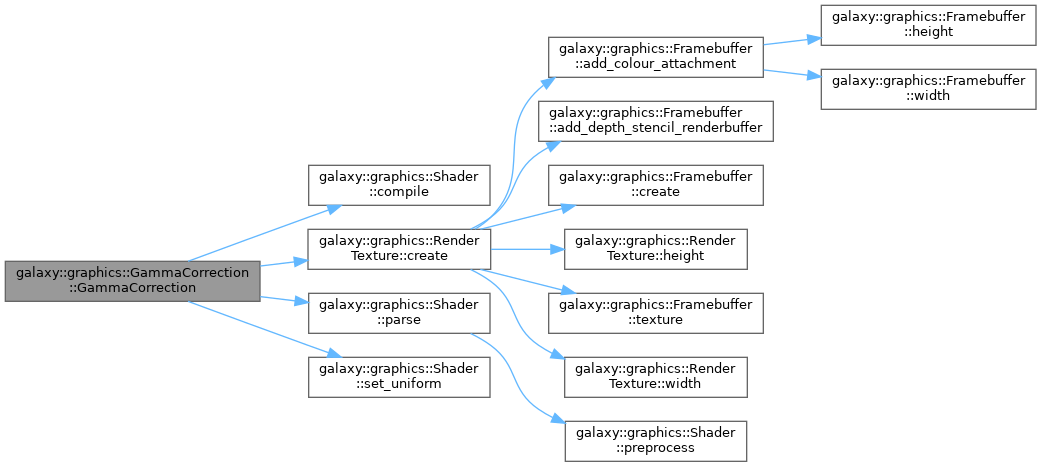 galaxy::graphics::GammaCorrection
::GammaCorrection
galaxy::graphics::Shader
::compile
galaxy::graphics::Render
Texture::create
galaxy::graphics::Shader
::parse
galaxy::graphics::Shader
::set_uniform
galaxy::graphics::Framebuffer
::add_colour_attachment
galaxy::graphics::Framebuffer
::add_depth_stencil_renderbuffer
galaxy::graphics::Framebuffer
::create
galaxy::graphics::Render
Texture::height
galaxy::graphics::Framebuffer
::texture
galaxy::graphics::Render
Texture::width
galaxy::graphics::Shader
::preprocess
galaxy::graphics::Framebuffer
::height
galaxy::graphics::Framebuffer
::width